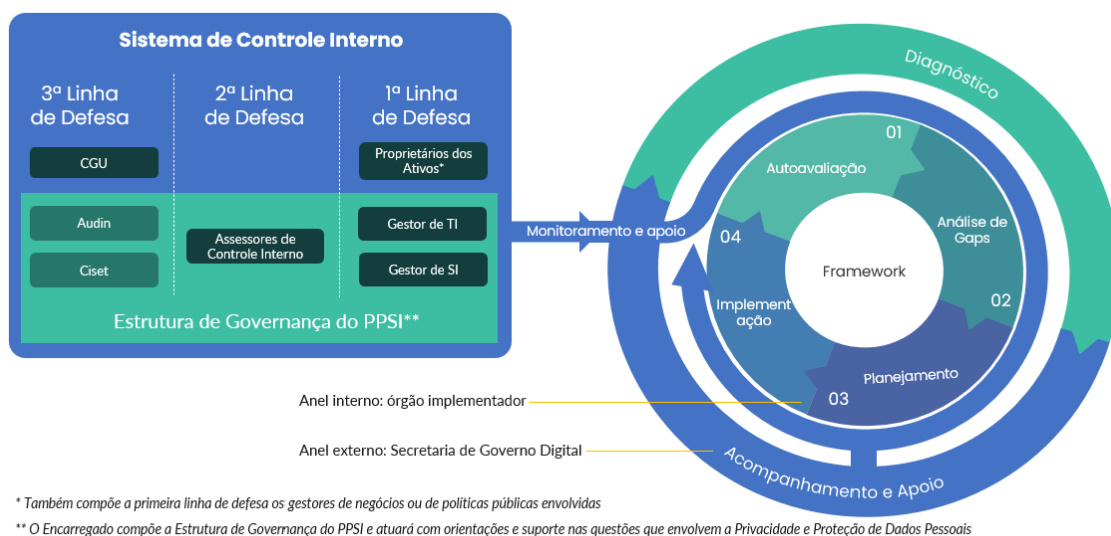 Sistema de Controle Interno
3ª Linha
de Defesa
CGU
Audin
Ciset
2ª Linha
de Defesa
Assessores de
Controle Interno
1ª Linha
de Defesa
Proprietários dos
Ativos*
Gestor de TI
Gestor de SI
Estrutura de Governança do PPSI**
Monitoramento e apoio
Diagnóstico
01
Autoavaliação
Análise de
Gaps
02
Planejamento
03
04
Implement
ação
Framework
Acompanhamento e Apoio
Anel interno: órgão implementador
Anel externo: Secretaria de Governo Digital
* Também compõe a primeira linha de defesa os gestores de negócios ou de políticas públicas envolvidas
** O Encarregado compõe a Estrutura de Governança do PPSI e atuará com orientações e suporte nas questões que envolvem a Privacidade e Proteção de Dados Pessoais